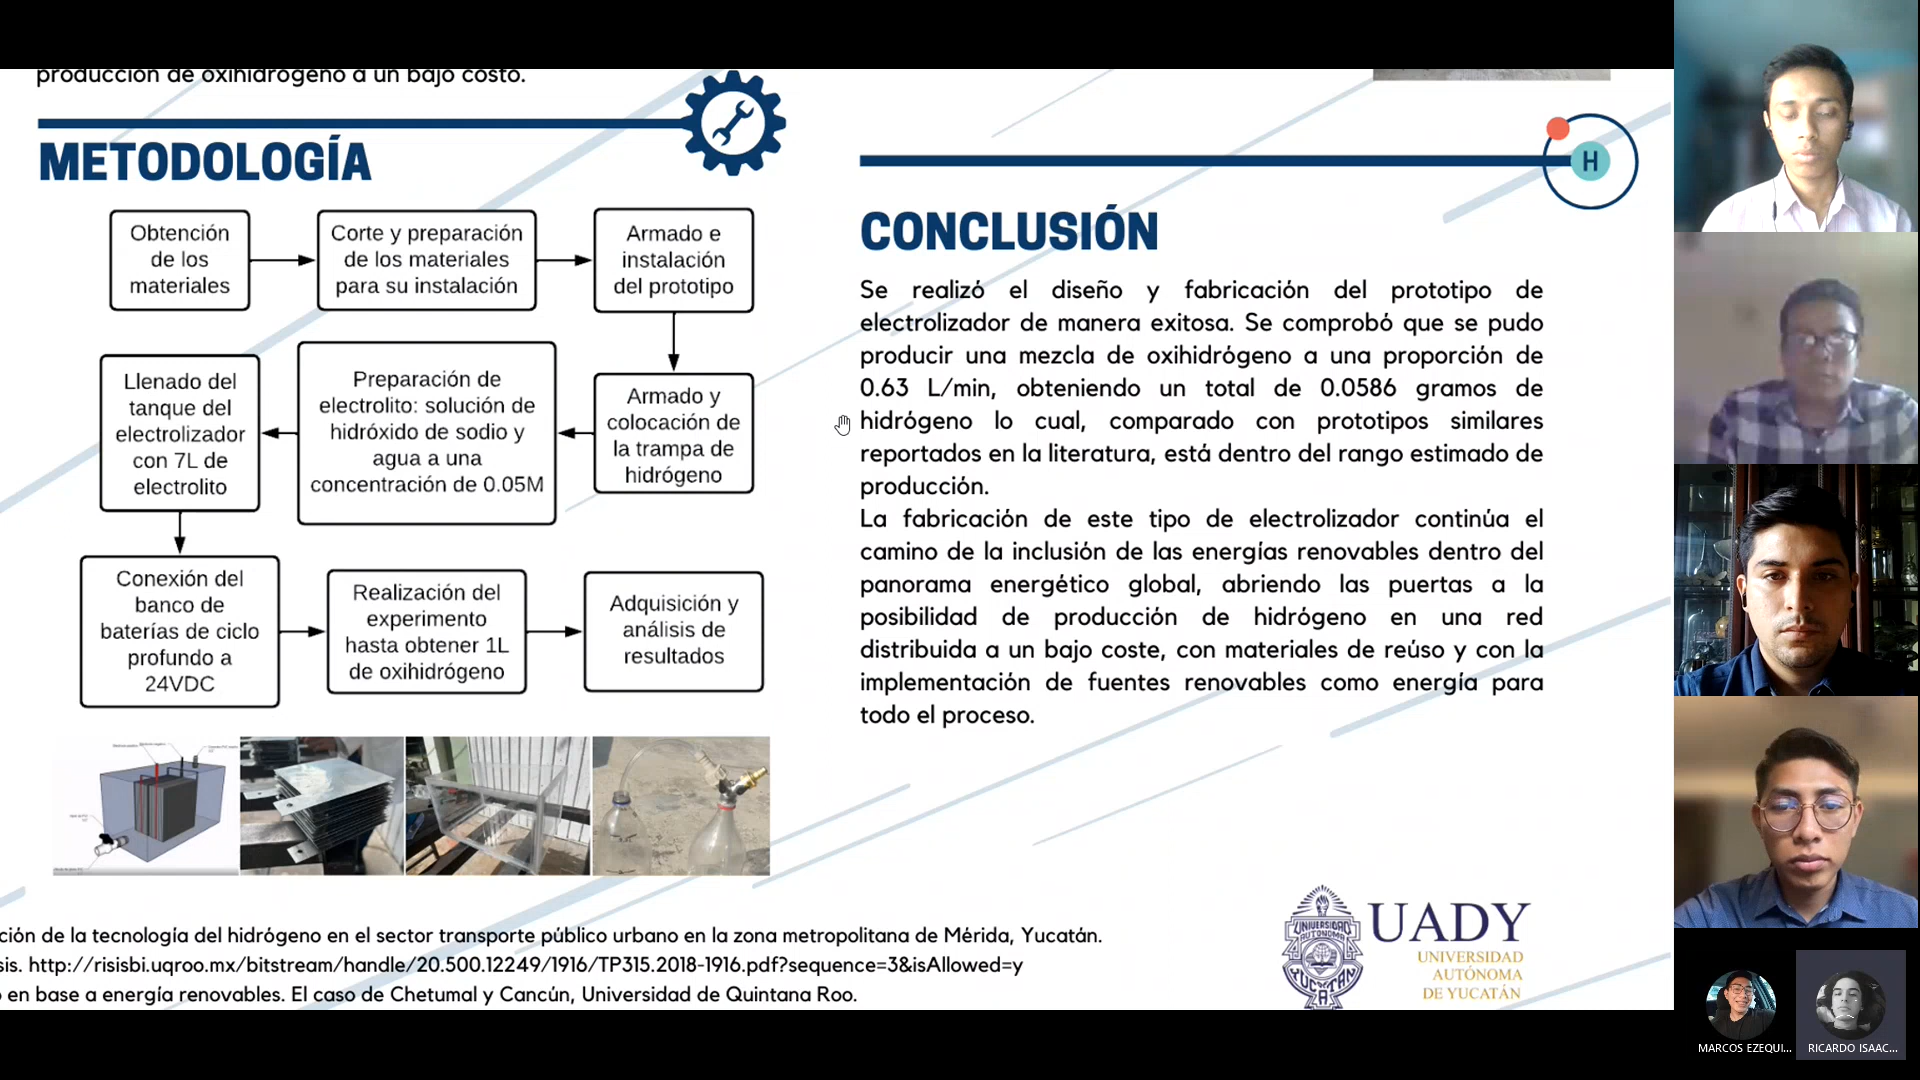 producción de oxihidrógeno a un bajo costo.
METODOLOGÍA
Obtención
de los
materiales
Corte y preparación
de los materiales
para su instalación
Armado e
instalación
del prototipo
Armado y
colocación de
la trampa de
hidrógeno
Preparación de
electrolito: solución de
hidróxido de sodio y
agua a una
concentración de 0.05M
Llenado del
tanque del
electrolizador
con 7L de
electrolito
Conexión del
banco de
baterías de ciclo
profundo a
24VDC
Realización del
experimento
hasta obtener 1L
de oxihidrógeno
Adquisición y
análisis de
resultados
H
CONCLUSIÓN
Se realizó el diseño y fabricación del prototipo de
electrolizador de manera exitosa. Se comprobó que se pudo
producir una mezcla de oxihidrógeno a una proporción de
0.63 L/min, obteniendo un total de 0.0586 gramos de
hidrógeno lo cual, comparado con prototipos similares
reportados en la literatura, está dentro del rango estimado de
producción.
La fabricación de este tipo de electrolizador continúa el
camino de la inclusión de las energías renovables dentro del
panorama energético global, abriendo las puertas a la
posibilidad de producción de hidrógeno en una red
distribuida a un bajo coste, con materiales de reúso y con la
implementación de fuentes renovables como energía para
todo el proceso.
ción de la tecnología del hidrógeno en el sector transporte público urbano en la zona metropolitana de Mérida, Yucatán.
sis. http://risisbi.uqroo.mx/bitstream/handle/20.500.12249/1916/TP315.2018-1916.pdf?sequence=3&isAllowed=y
o en base a energía renovables. El caso de Chetumal y Cancún, Universidad de Quintana Roo.
UNIVERSIDAD
AUTÓNOMA
YUCATÁN
UADY
UNIVERSIDAD
AUTÓNOMA
DE YUCATÁN
MARCOS EZEQUI...
RICARDO ISAAC...